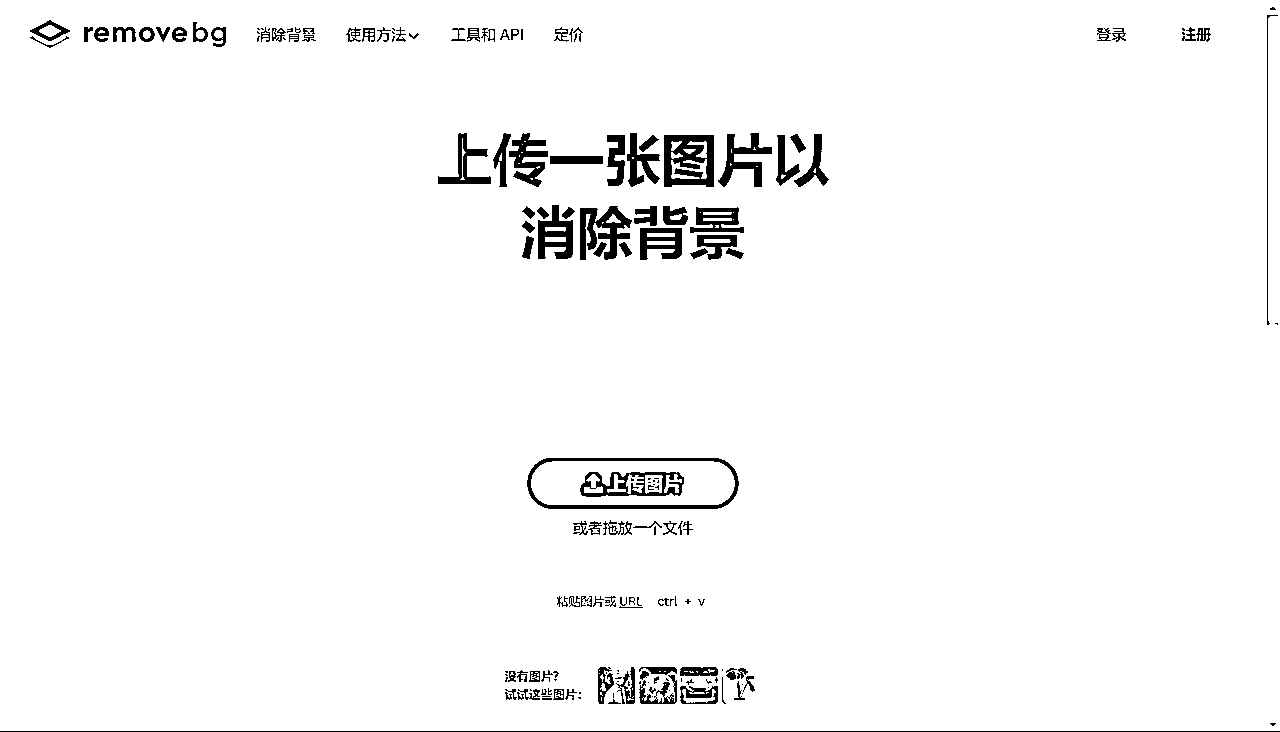 removebg 消除背景 使用方法 工具和 API 定价 登录 注册
上传一张图片以
消除背景
上传图片
或者拖放一个文件
粘贴图片或 URL ctrl + v
没有图片?
试试这些图片: